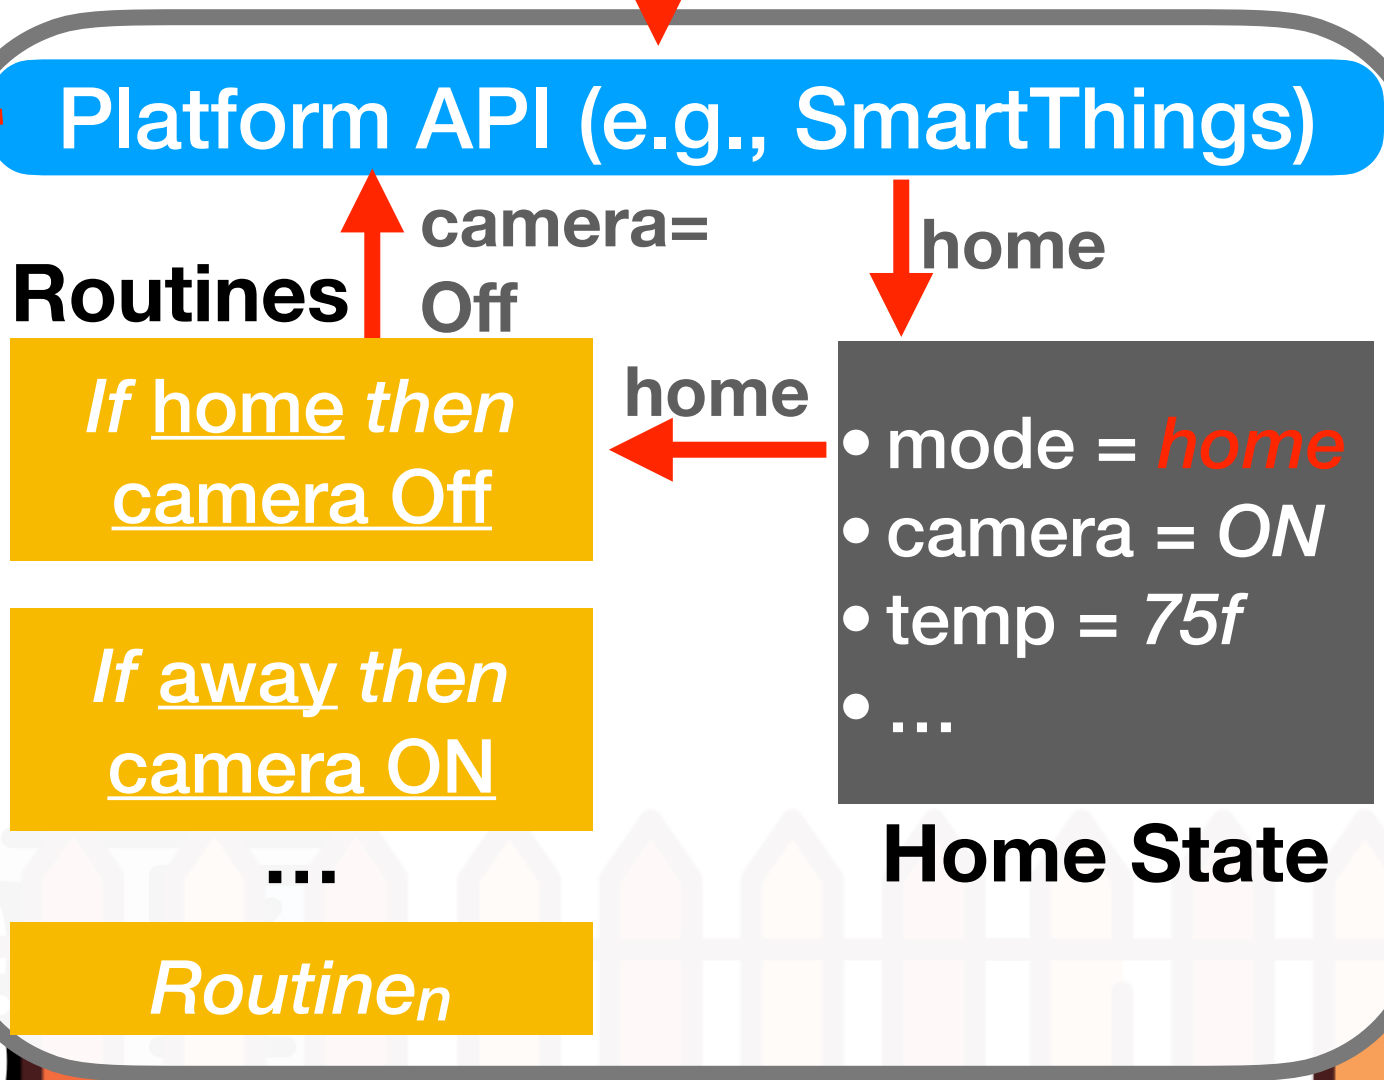 Platform API (e.g., SmartThings)
camera=
Off
home
Routines
If home then
camera Off
home
• mode = home
• camera = ON
• temp = 75f
• ...
If away then
camera ON
...
Home State
Routineₙ